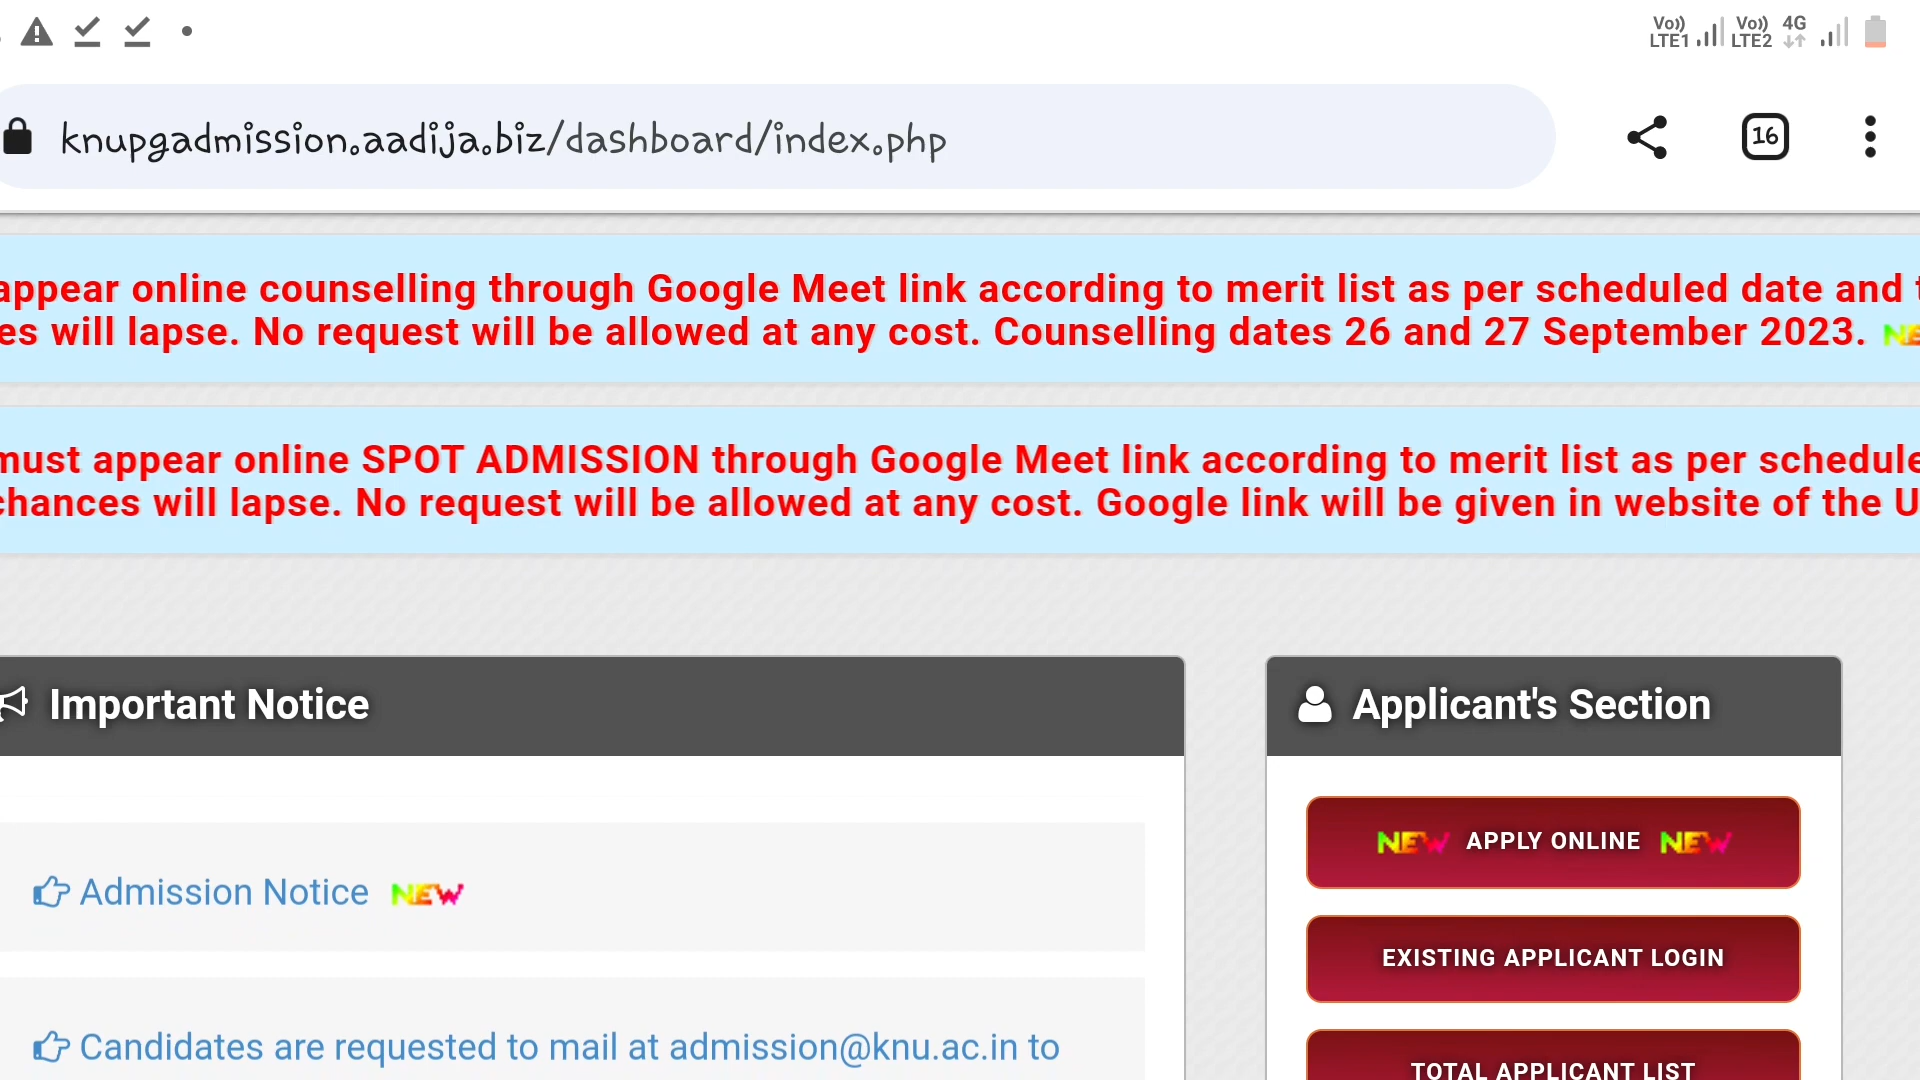 Vo)) LTE1 Vo)) LTE2 4G
knupgadmission.aadija.biz/dashboard/index.php
16
appear online counselling through Google Meet link according to merit list as per scheduled date and
es will lapse. No request will be allowed at any cost. Counselling dates 26 and 27 September 2023.
must appear online SPOT ADMISSION through Google Meet link according to merit list as per schedule
chances will lapse. No request will be allowed at any cost. Google link will be given in website of the U
Important Notice
Admission Notice NEW
Candidates are requested to mail at admission@knu.ac.in to
Applicant's Section
NEW APPLY ONLINE NEW
EXISTING APPLICANT LOGIN
TOTAL APPLICANT LIST